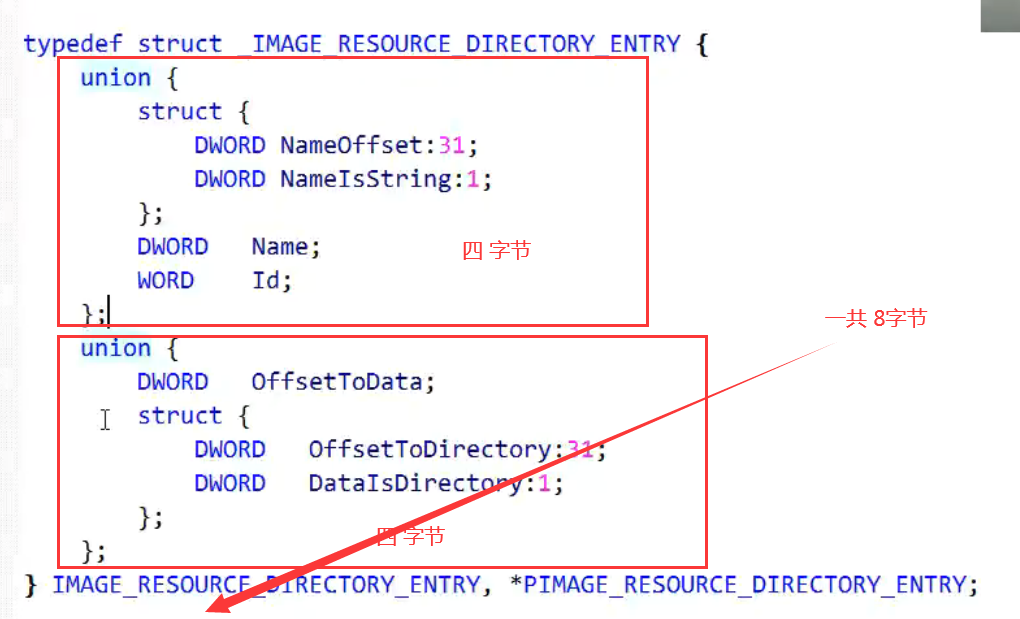 typedef struct _IMAGE_RESOURCE_DIRECTORY_ENTRY {
union {
struct {
DWORD NameOffset:31;
DWORD NameIsString:1;
};
DWORD Name;
四 字节
WORD Id;
};
一共 8字节
union {
DWORD OffsetToData;
struct {
DWORD OffsetToDirectory:31;
DWORD DataIsDirectory:1;
};
四 字节
};
} IMAGE_RESOURCE_DIRECTORY_ENTRY, *PIMAGE_RESOURCE_DIRECTORY_ENTRY;